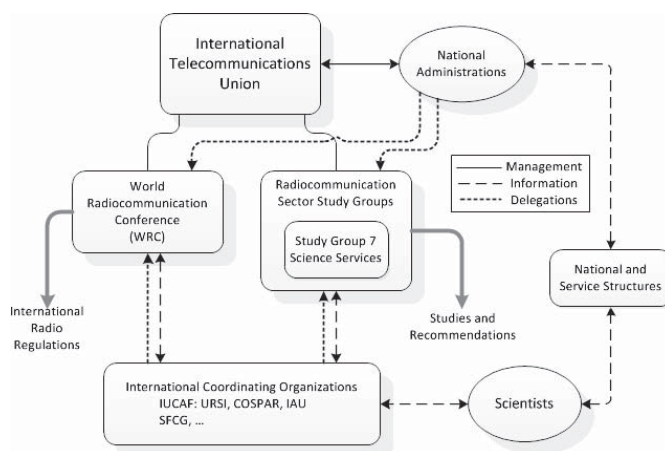 International
Telecommunications
Union
National
Administrations
World
Radiocommunication
Conference
(WRC)
Radiocommunication
Sector Study Groups
Study Group 7
Science Services
Management
Information
Delegations
National and
Service Structures
International
Radio
Regulations
Studies and
Recommendations
International Coordinating Organizations
IUCAF: URSI, COSPAR, IAU
SFCG, ...
Scientists